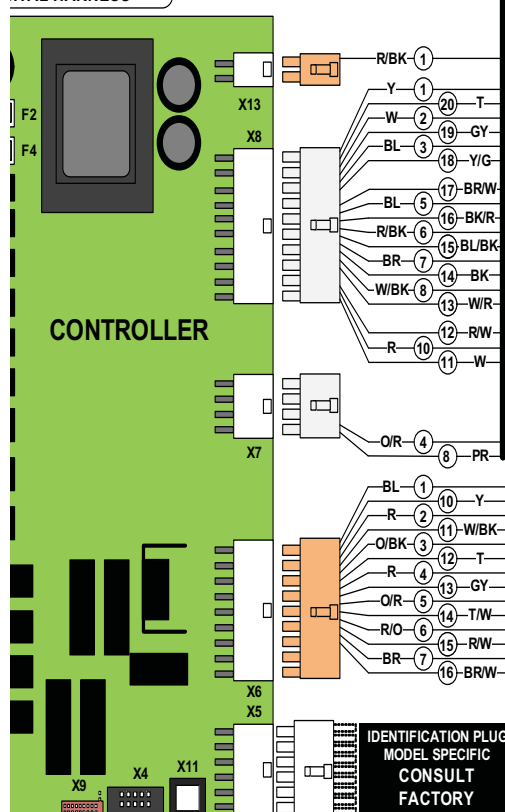 HARNESS
F2
F4
X13
X8
CONTROLLER
X7
X6
X5
X4
X11
X9
R/BK 1
Y 1
20 T
W 2
19 GY
BL 3
18 Y/G
17 BR/W
BL 5
16 BK/R
R/BK 6
15 BL/BK
BR 7
14 BK
W/BK 8
13 W/R
12 R/W
R 10
11 W
O/R 4
8 PR
BL 1
10 Y
R 2
11 W/BK
O/BK 3
12 T
R 4
13 GY
O/R 5
14 T/W
R/O 6
15 R/W
BR 7
16 BR/W
IDENTIFICATION PLUG
MODEL SPECIFIC
CONSULT
FACTORY